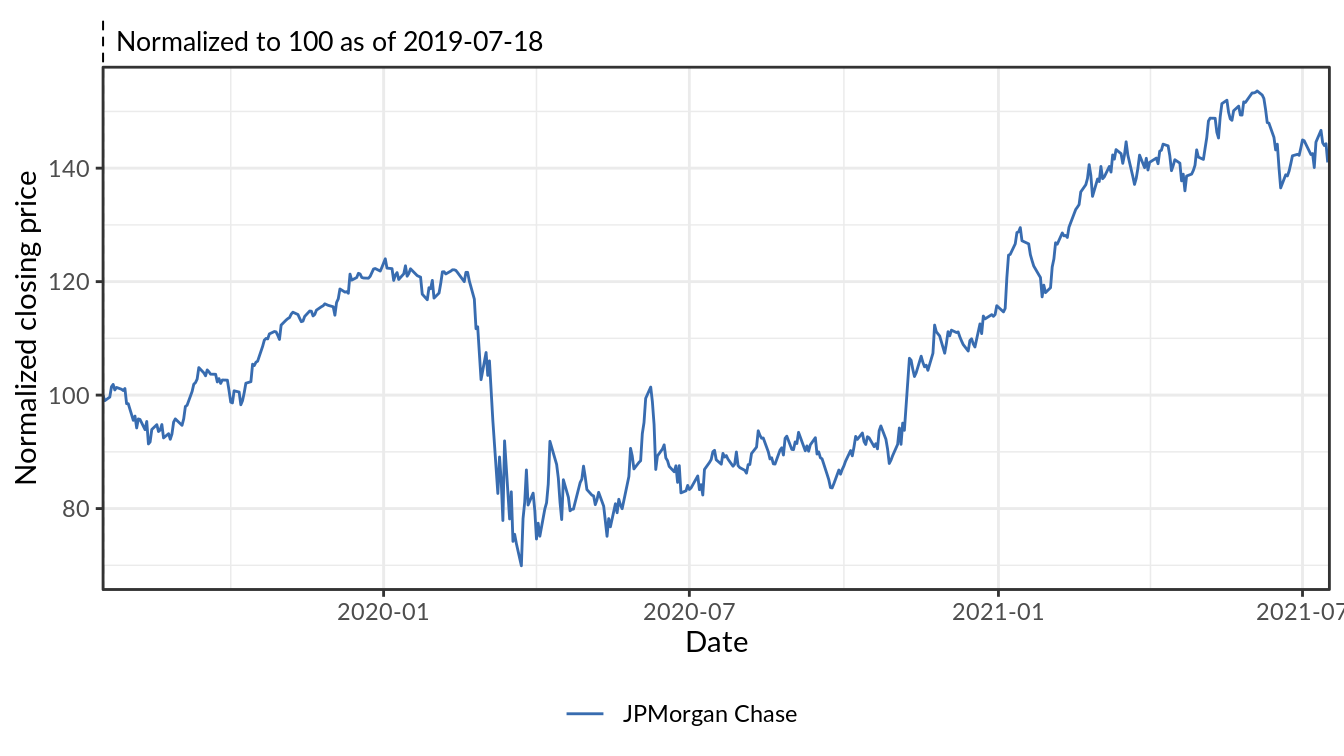 Normalized to 100 as of 2019-07-18
Normalized closing price
140
120
100
80
2020-01
2020-07
2021-01
2021-07
Date
JPMorgan Chase